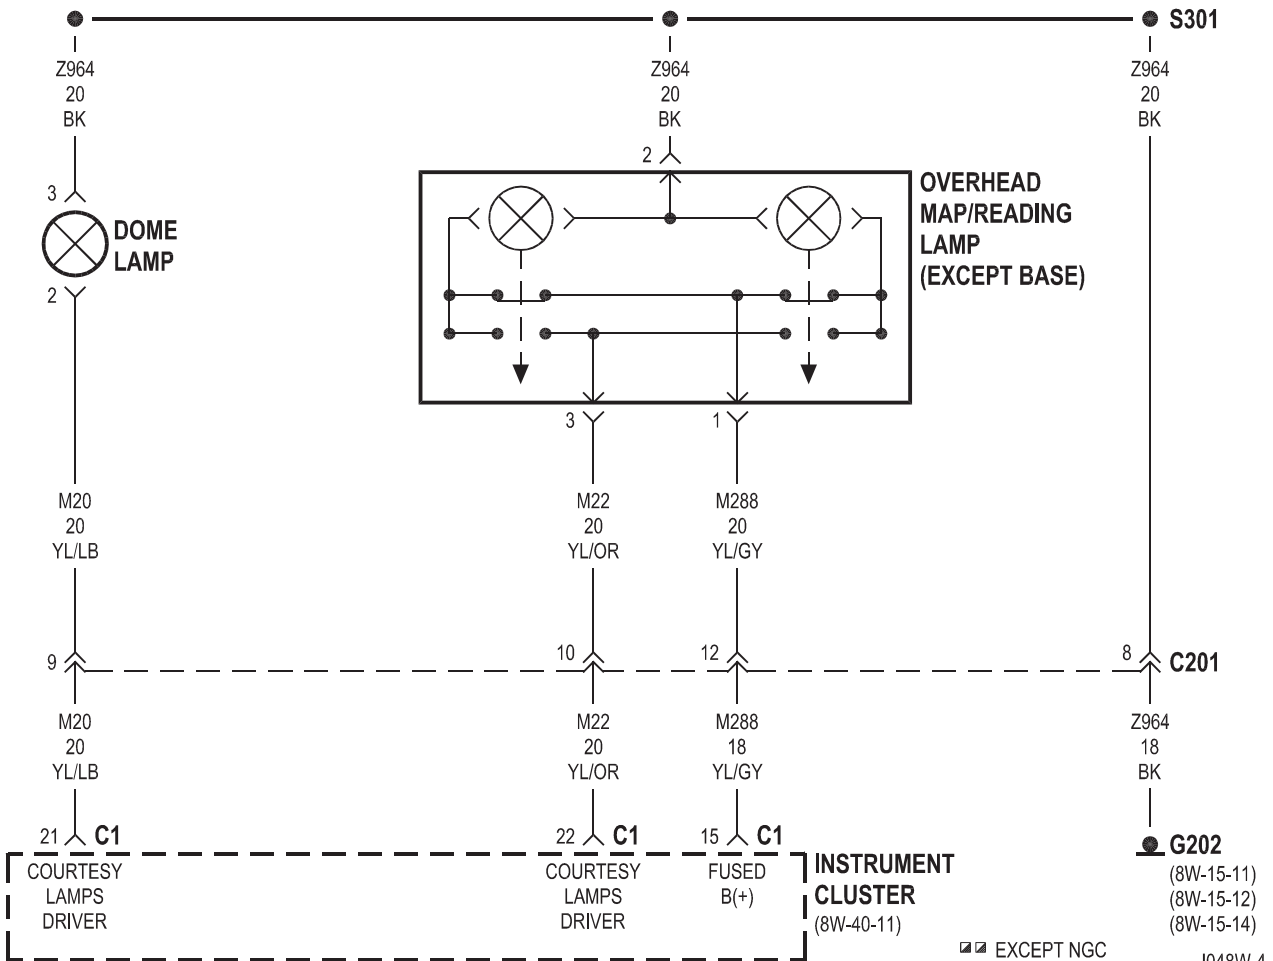 S301
Z964
20
BK
Z964
20
BK
Z964
20
BK
3
DOME
LAMP
2
2
OVERHEAD
MAP/READING
LAMP
(EXCEPT BASE)
3
1
M20
20
YL/LB
M22
20
YL/OR
M288
20
YL/GY
9
10
12
8
C201
M20
20
YL/LB
M22
20
YL/OR
M288
18
YL/GY
Z964
18
BK
21 C1
22 C1
15 C1
G202
(8W-15-11)
(8W-15-12)
(8W-15-14)
COURTESY
LAMPS
DRIVER
COURTESY
LAMPS
DRIVER
FUSED
B(+)
INSTRUMENT
CLUSTER
(8W-40-11)
EXCEPT NGC